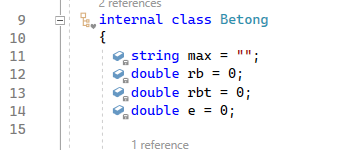 2 references
9 internal class Betong
10 {
11 string max = "";
12 double rb = 0;
13 double rbt = 0;
14 double e = 0;
15
1 reference